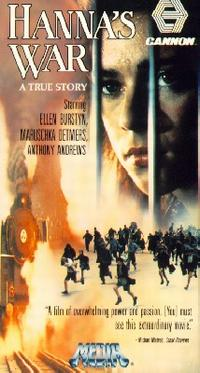 HANNA'S
WAR
A TRUE STORY
CANNON
Starring
ELLEN BURSTYN,
MARUSCHKA DETMERS,
ANTHONY ANDREWS
"A film of overwhelming power and passion. (You) must
see this extraordinary movie."
MEDIA